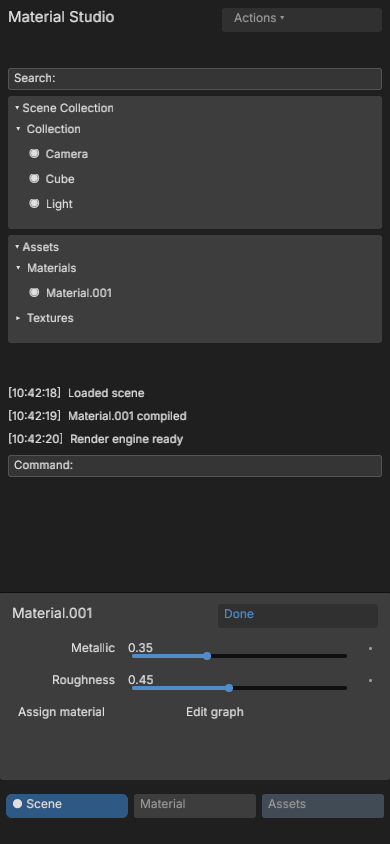 Material Studio
Actions
Search:
Scene Collection
Collection
Camera
Cube
Light
Assets
Materials
Material.001
Textures
[10:42:18] Loaded scene
[10:42:19] Material.001 compiled
[10:42:20] Render engine ready
Command:
Material.001 Done
Metallic 0.35
Roughness 0.45
Assign material Edit graph
Scene Material Assets